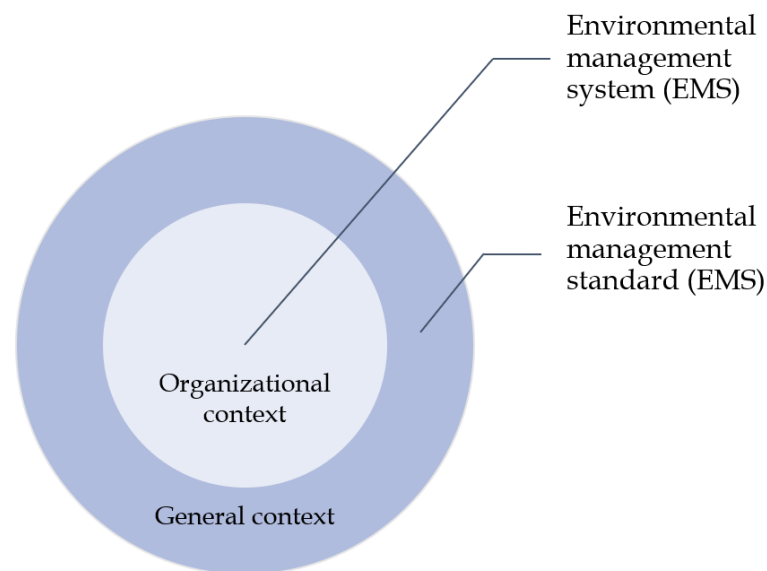 Environmental
management
system (EMS)
Environmental
management
standard (EMS)
Organizational
context
General context